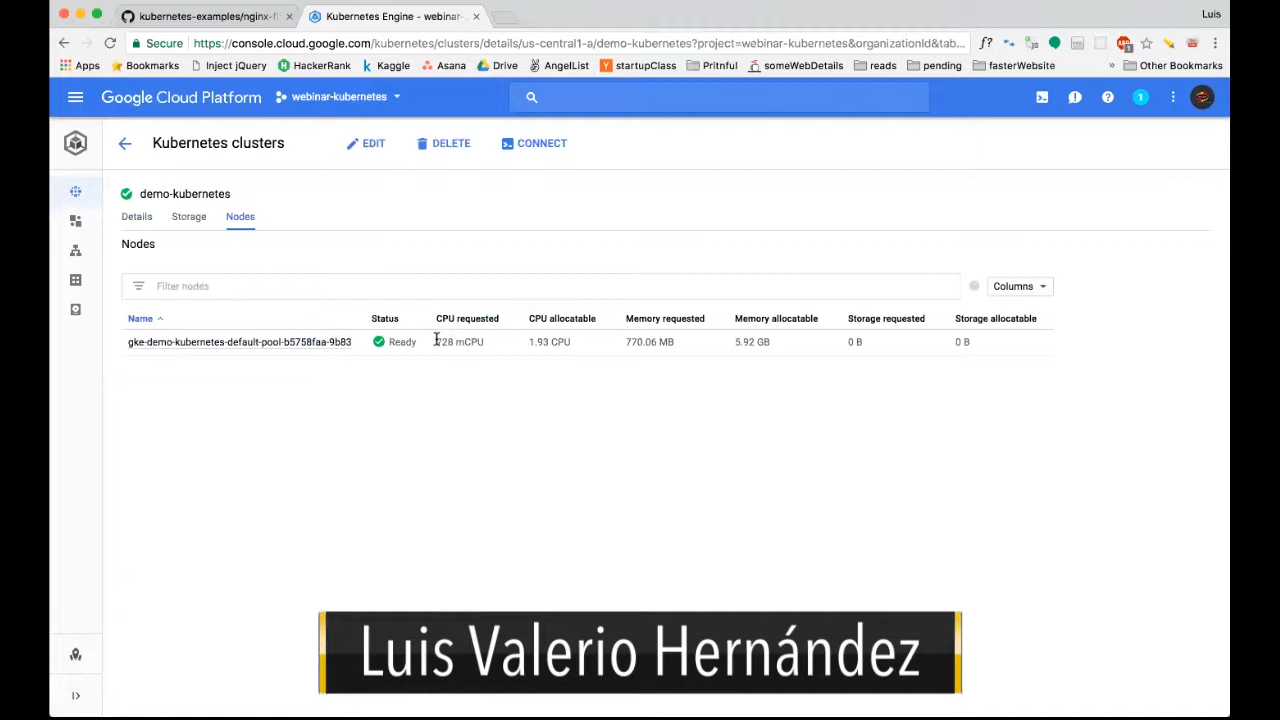 kubernetes-examples/nginx-f
Kubernetes Engine - webinar-
Luis
Secure
https://console.cloud.google.com/kubernetes/clusters/details/us-central1-a/demo-kubernetes?project=webinar-kubernetes&organizationId&tab...
f?
Apps Bookmarks Inject jQuery HackerRank Kaggle Asana Drive AngelList startupClass Pritnful someWebDetails reads pending fasterWebsite » Other Bookmarks
Google Cloud Platform webinar-kubernetes 1
Kubernetes clusters EDIT DELETE CONNECT
demo-kubernetes
Details Storage Nodes
Nodes
Filter nodes Columns
Name Status CPU requested CPU allocatable Memory requested Memory allocatable Storage requested Storage allocatable
gke-demo-kubernetes-default-pool-b5758faa-9b83 Ready 728 mCPU 1.93 CPU 770.06 MB 5.92 GB 0 B 0 B
Luis Valerio Hernández